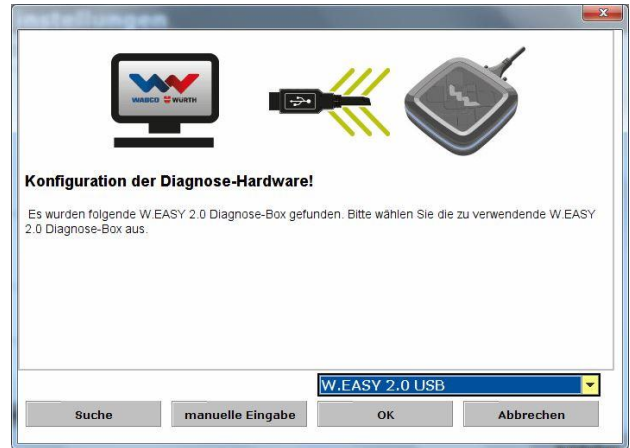 instellungen
WABCO WÜRTH
Konfiguration der Diagnose-Hardware!
Es wurden folgende W.EASY 2.0 Diagnose-Box gefunden. Bitte wählen Sie die zu verwendende W.EASY
2.0 Diagnose-Box aus.
W.EASY 2.0 USB
Suche
manuelle Eingabe
OK
Abbrechen